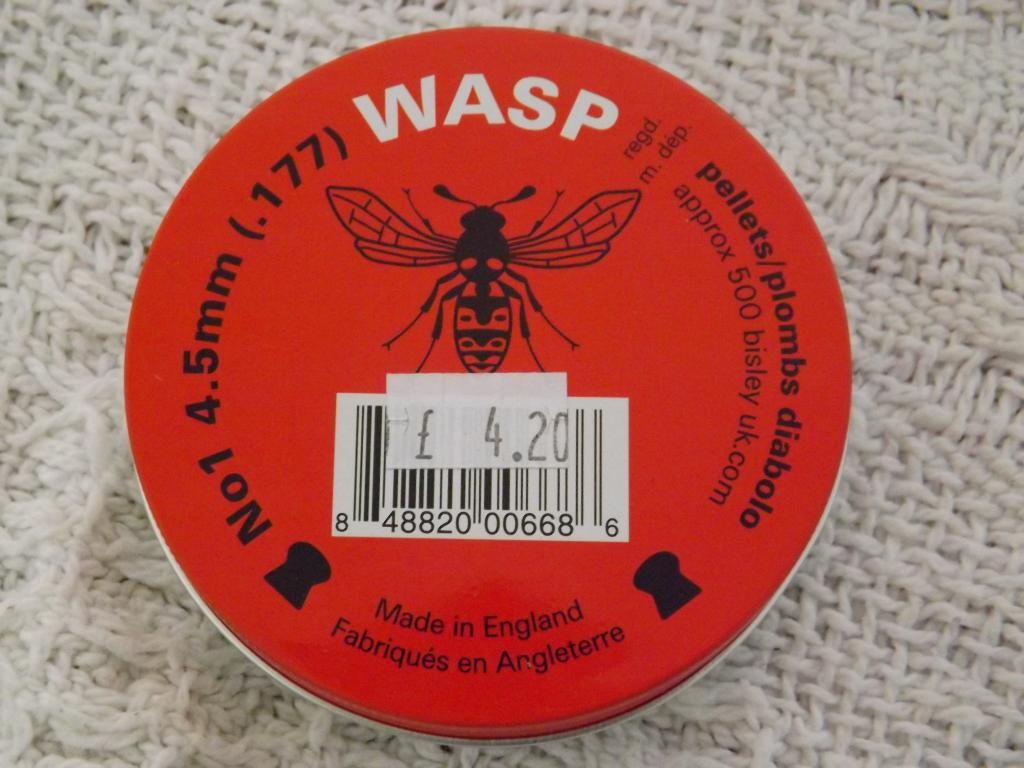 WASP
regd.
m. dép.
No1 4.5mm (.177)
pellets/plombs diabolo
approx 500 bisley uk.com
£ 4.20
8 48820 00668 6
Made in England
Fabriqués en Angleterre